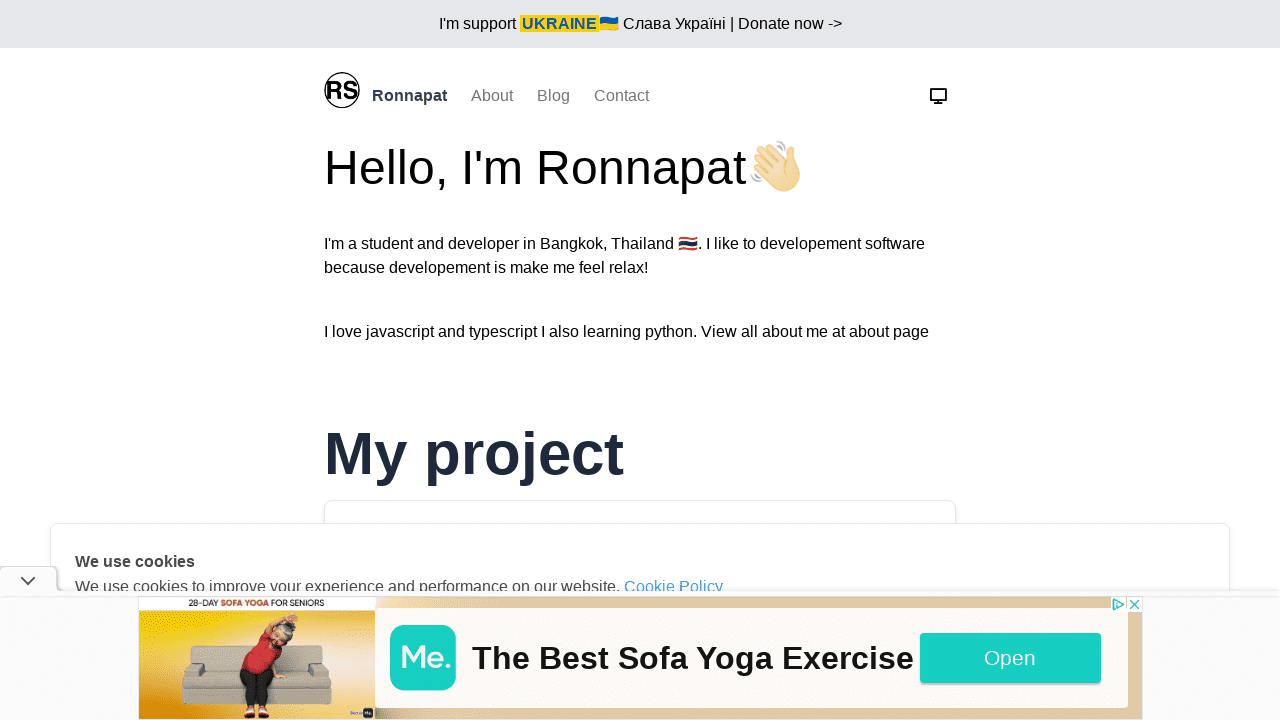 I'm support UKRAINE🇺🇦 Слава Україні | Donate now ->
RS Ronnapat About Blog Contact
Hello, I'm Ronnapat👋🏼
I'm a student and developer in Bangkok, Thailand 🇹🇭. I like to developement software
because developement is make me feel relax!
I love javascript and typescript I also learning python. View all about me at about page
My project
We use cookies
We use cookies to improve your experience and performance on our website. Cookie Policy
28-DAY SOFA YOGA FOR SENIORS
Me. The Best Sofa Yoga Exercise Open